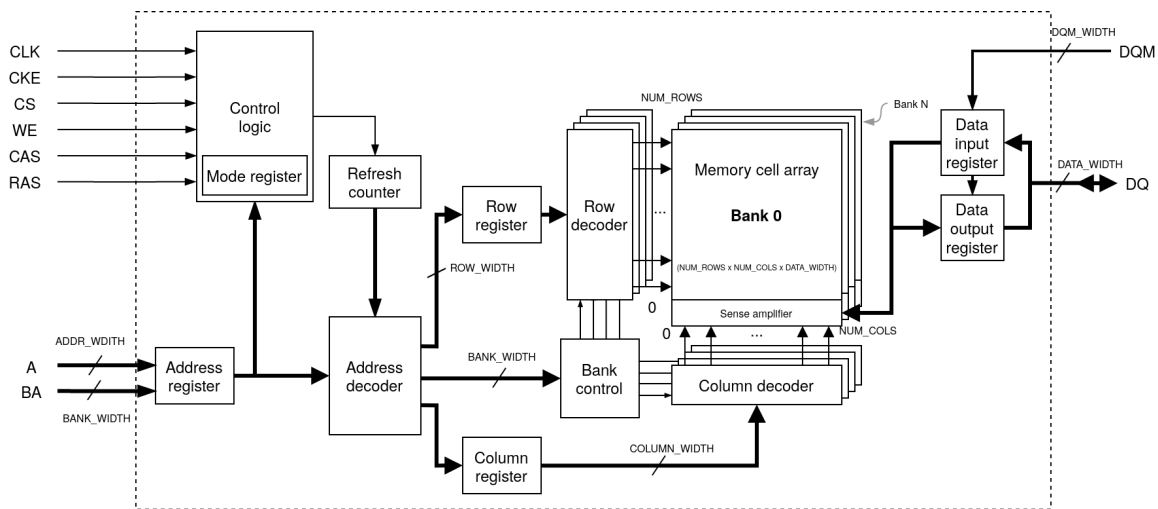 CLK
CKE
CS
WE
CAS
RAS
Control
logic
Mode register
Refresh
counter
ADDR_WDITH
A
BA
BANK_WIDTH
Address
register
Address
decoder
Row
register
ROW_WIDTH
BANK_WIDTH
Column
register
COLUMN_WIDTH
Bank
control
Row
decoder
NUM_ROWS
...
0
0
Memory cell array
Bank 0
(NUM_ROWS x NUM_COLS x DATA_WIDTH)
Sense amplifier
...
NUM_COLS
Column decoder
Bank N
DQM_WIDTH
DQM
Data
input
register
DATA_WIDTH
DQ
Data
output
register